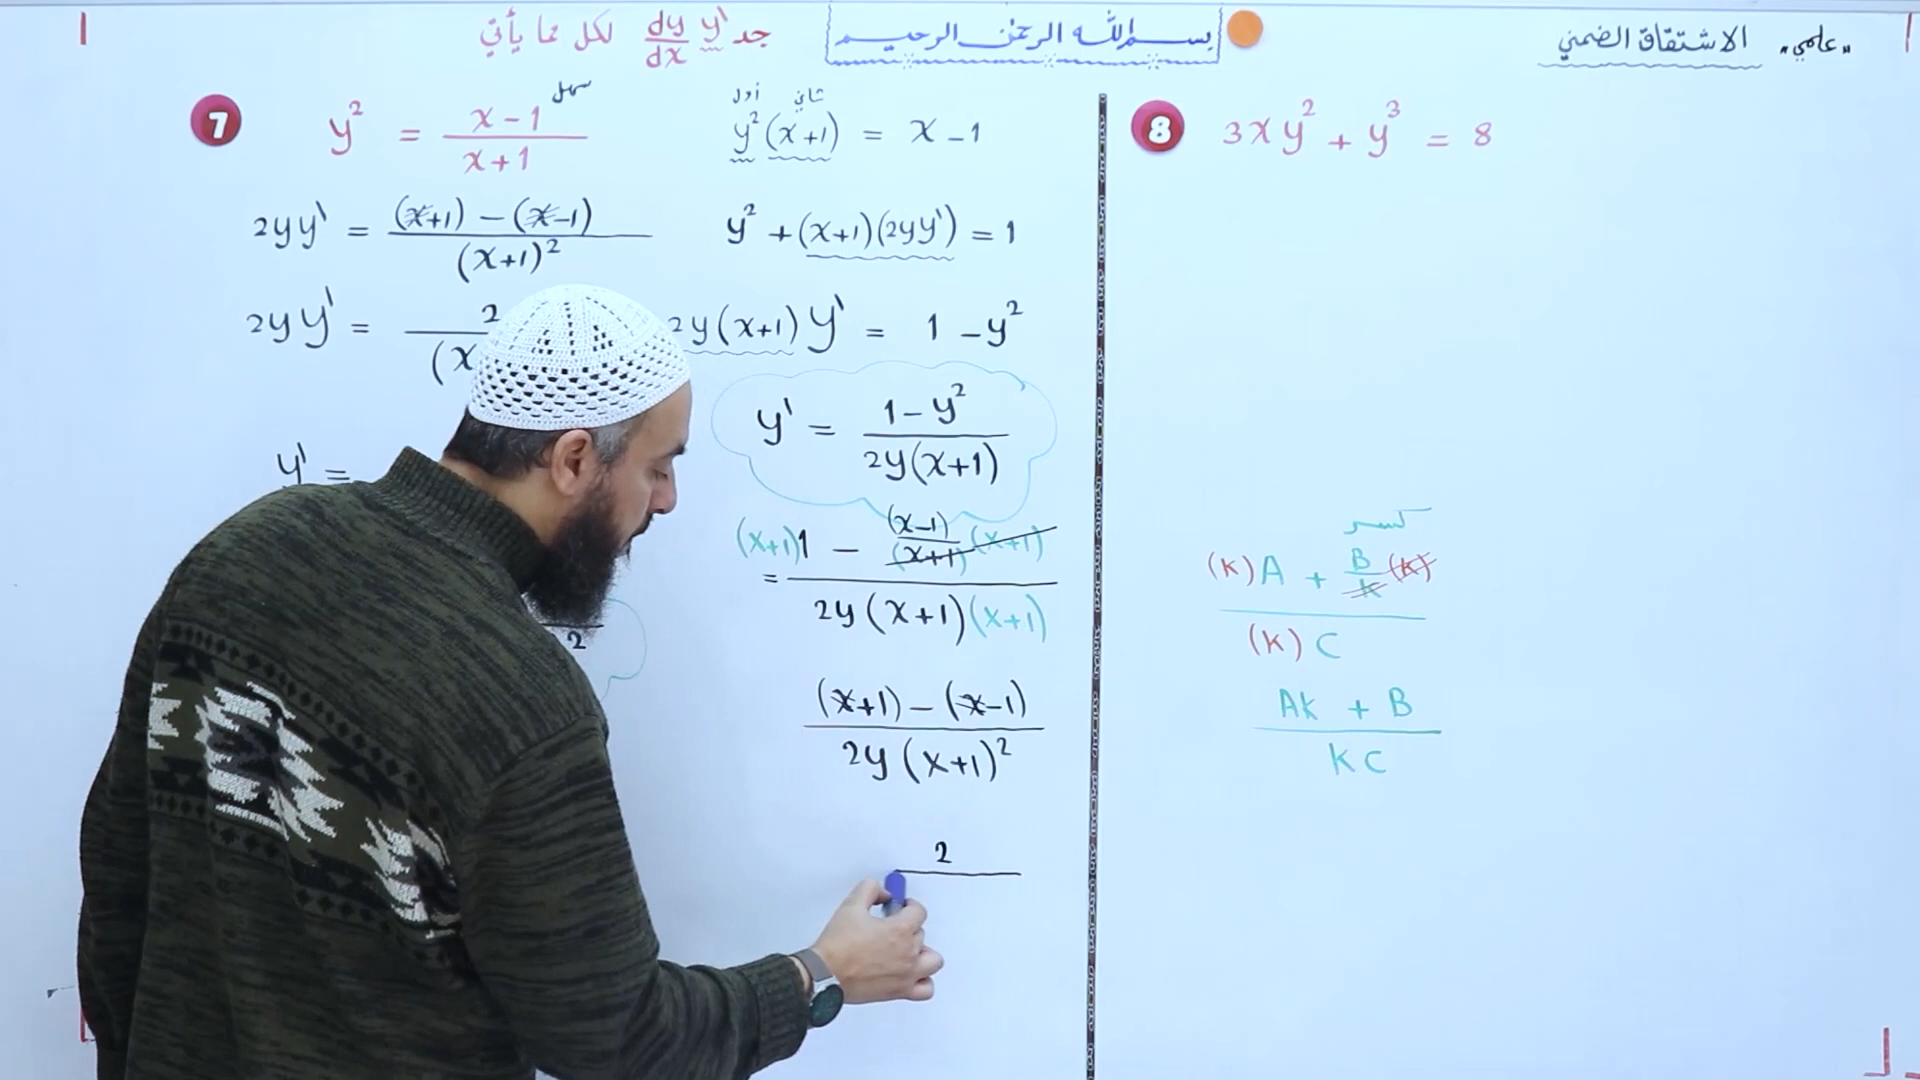 "علمي" الاشتقاق الضمني
بسم الله الرحمن الرحيم
جد y' dy/dx لكل مما يأتي
7
y² = (x-1)/(x+1) سهل
2yy' = ((x+1) - (x-1))/(x+1)²
2yy' = 2/(x
y' =
2
أول ثاني
y²(x+1) = x-1
y² + (x+1)(2yy') = 1
2y(x+1)y' = 1 - y²
y' = (1-y²)/(2y(x+1))
= ((x+1)1 - (x-1)/(x+1) (x+1))/(2y(x+1)(x+1))
((x+1) - (x-1))/(2y(x+1)²)
2
8
3xy² + y³ = 8
كسر
((k)A + B/k (k))/((k)C)
(Ak + B)/(kC)